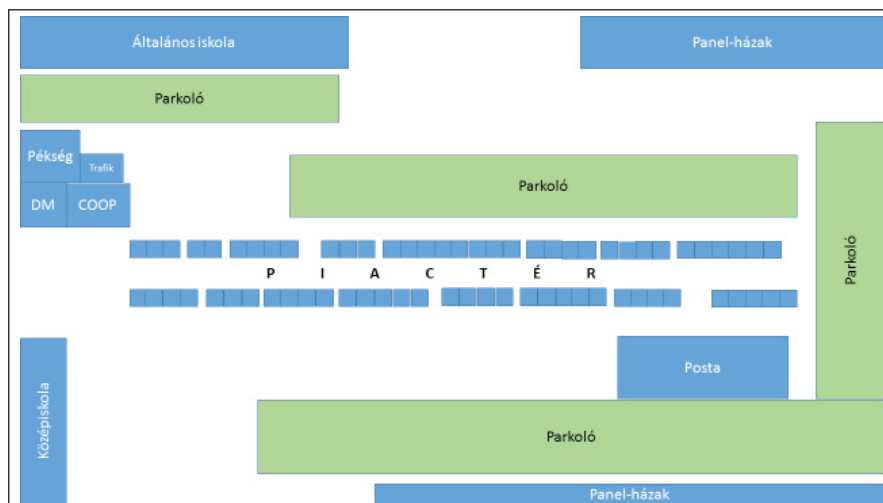 Általános iskola
Panel-házak
Parkoló
Pékség
Trafik
Parkoló
DM
COOP
Parkoló
P I A C T É R
Középiskola
Posta
Parkoló
Panel-házak